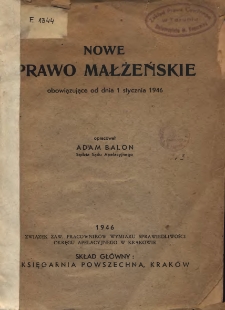 F 1344
NOWE
PRAWO MAŁŻEŃSKIE
obowiązujące od dnia 1 stycznia 1946
opracował
ADAM BALON
Sędzia Sądu Apelacyjnego
1946
ZWIĄZEK ZAW. PRACOWNIKÓW WYMIARU SPRAWIEDLIWOŚCI
OKRĘGU APELACYJNEGO W KRAKOWIE
SKŁAD GŁÓWNY:
KSIĘGARNIA POWSZECHNA, KRAKÓW